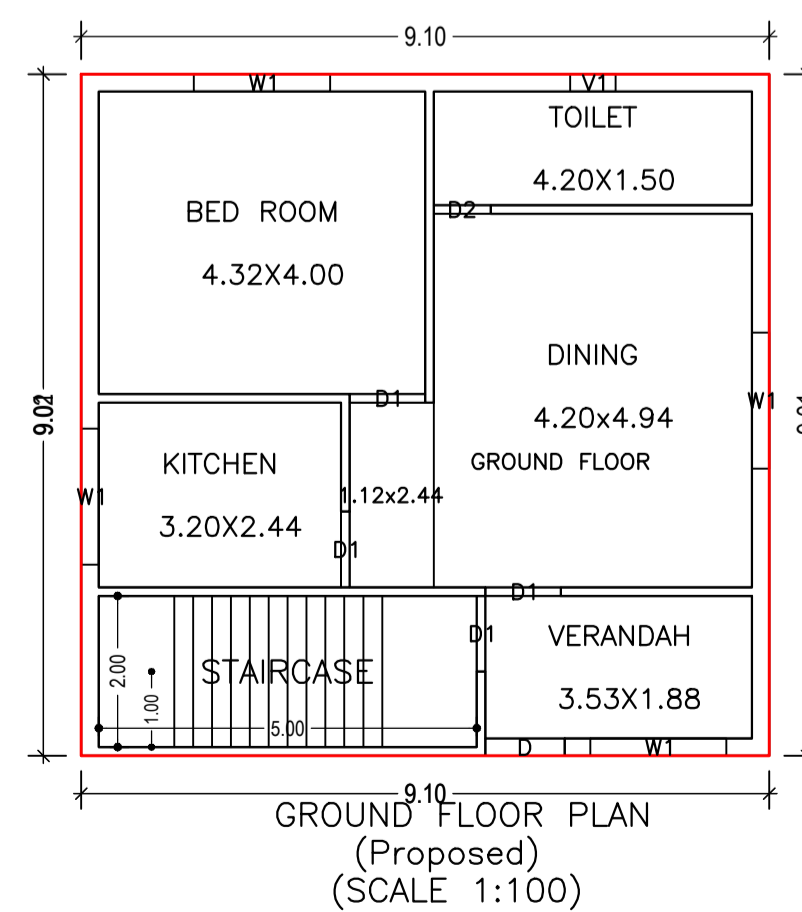 9.10
W1
V1
TOILET
4.20X1.50
D2
BED ROOM
4.32X4.00
DINING
4.20x4.94
GROUND FLOOR
W1
D1
KITCHEN
3.20X2.44
W1
1.12x2.44
D1
D1
D1
VERANDAH
3.53X1.88
STAIRCASE
2.00
1.00
5.00
D
W1
9.10
GROUND FLOOR PLAN
(Proposed)
(SCALE 1:100)